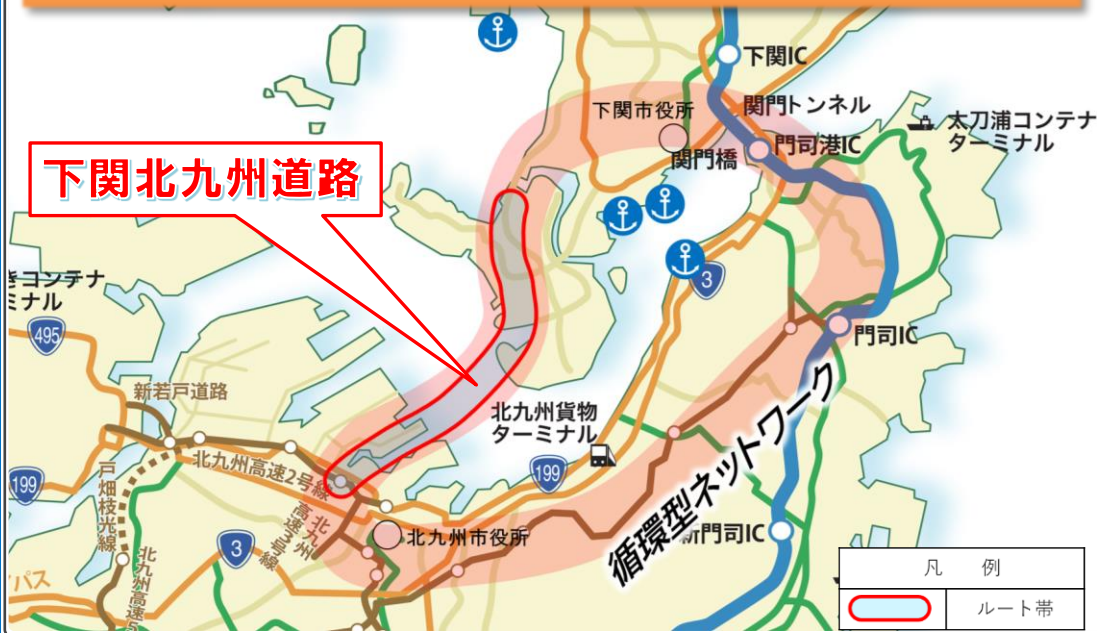 下関IC
下関市役所
関門トンネル
太刀浦コンテナ
ターミナル
関門橋
門司港IC
下関北九州道路
きコンテナ
ミナル
3
495
門司IC
新若戸道路
北九州貨物
ターミナル
循環型ネットワーク
199
北九州高速2号線
199
戸畑枝光線
北九州
高速3号線
3
北九州市役所
新門司IC
北九州高速5
パス
凡 例
ルート帯